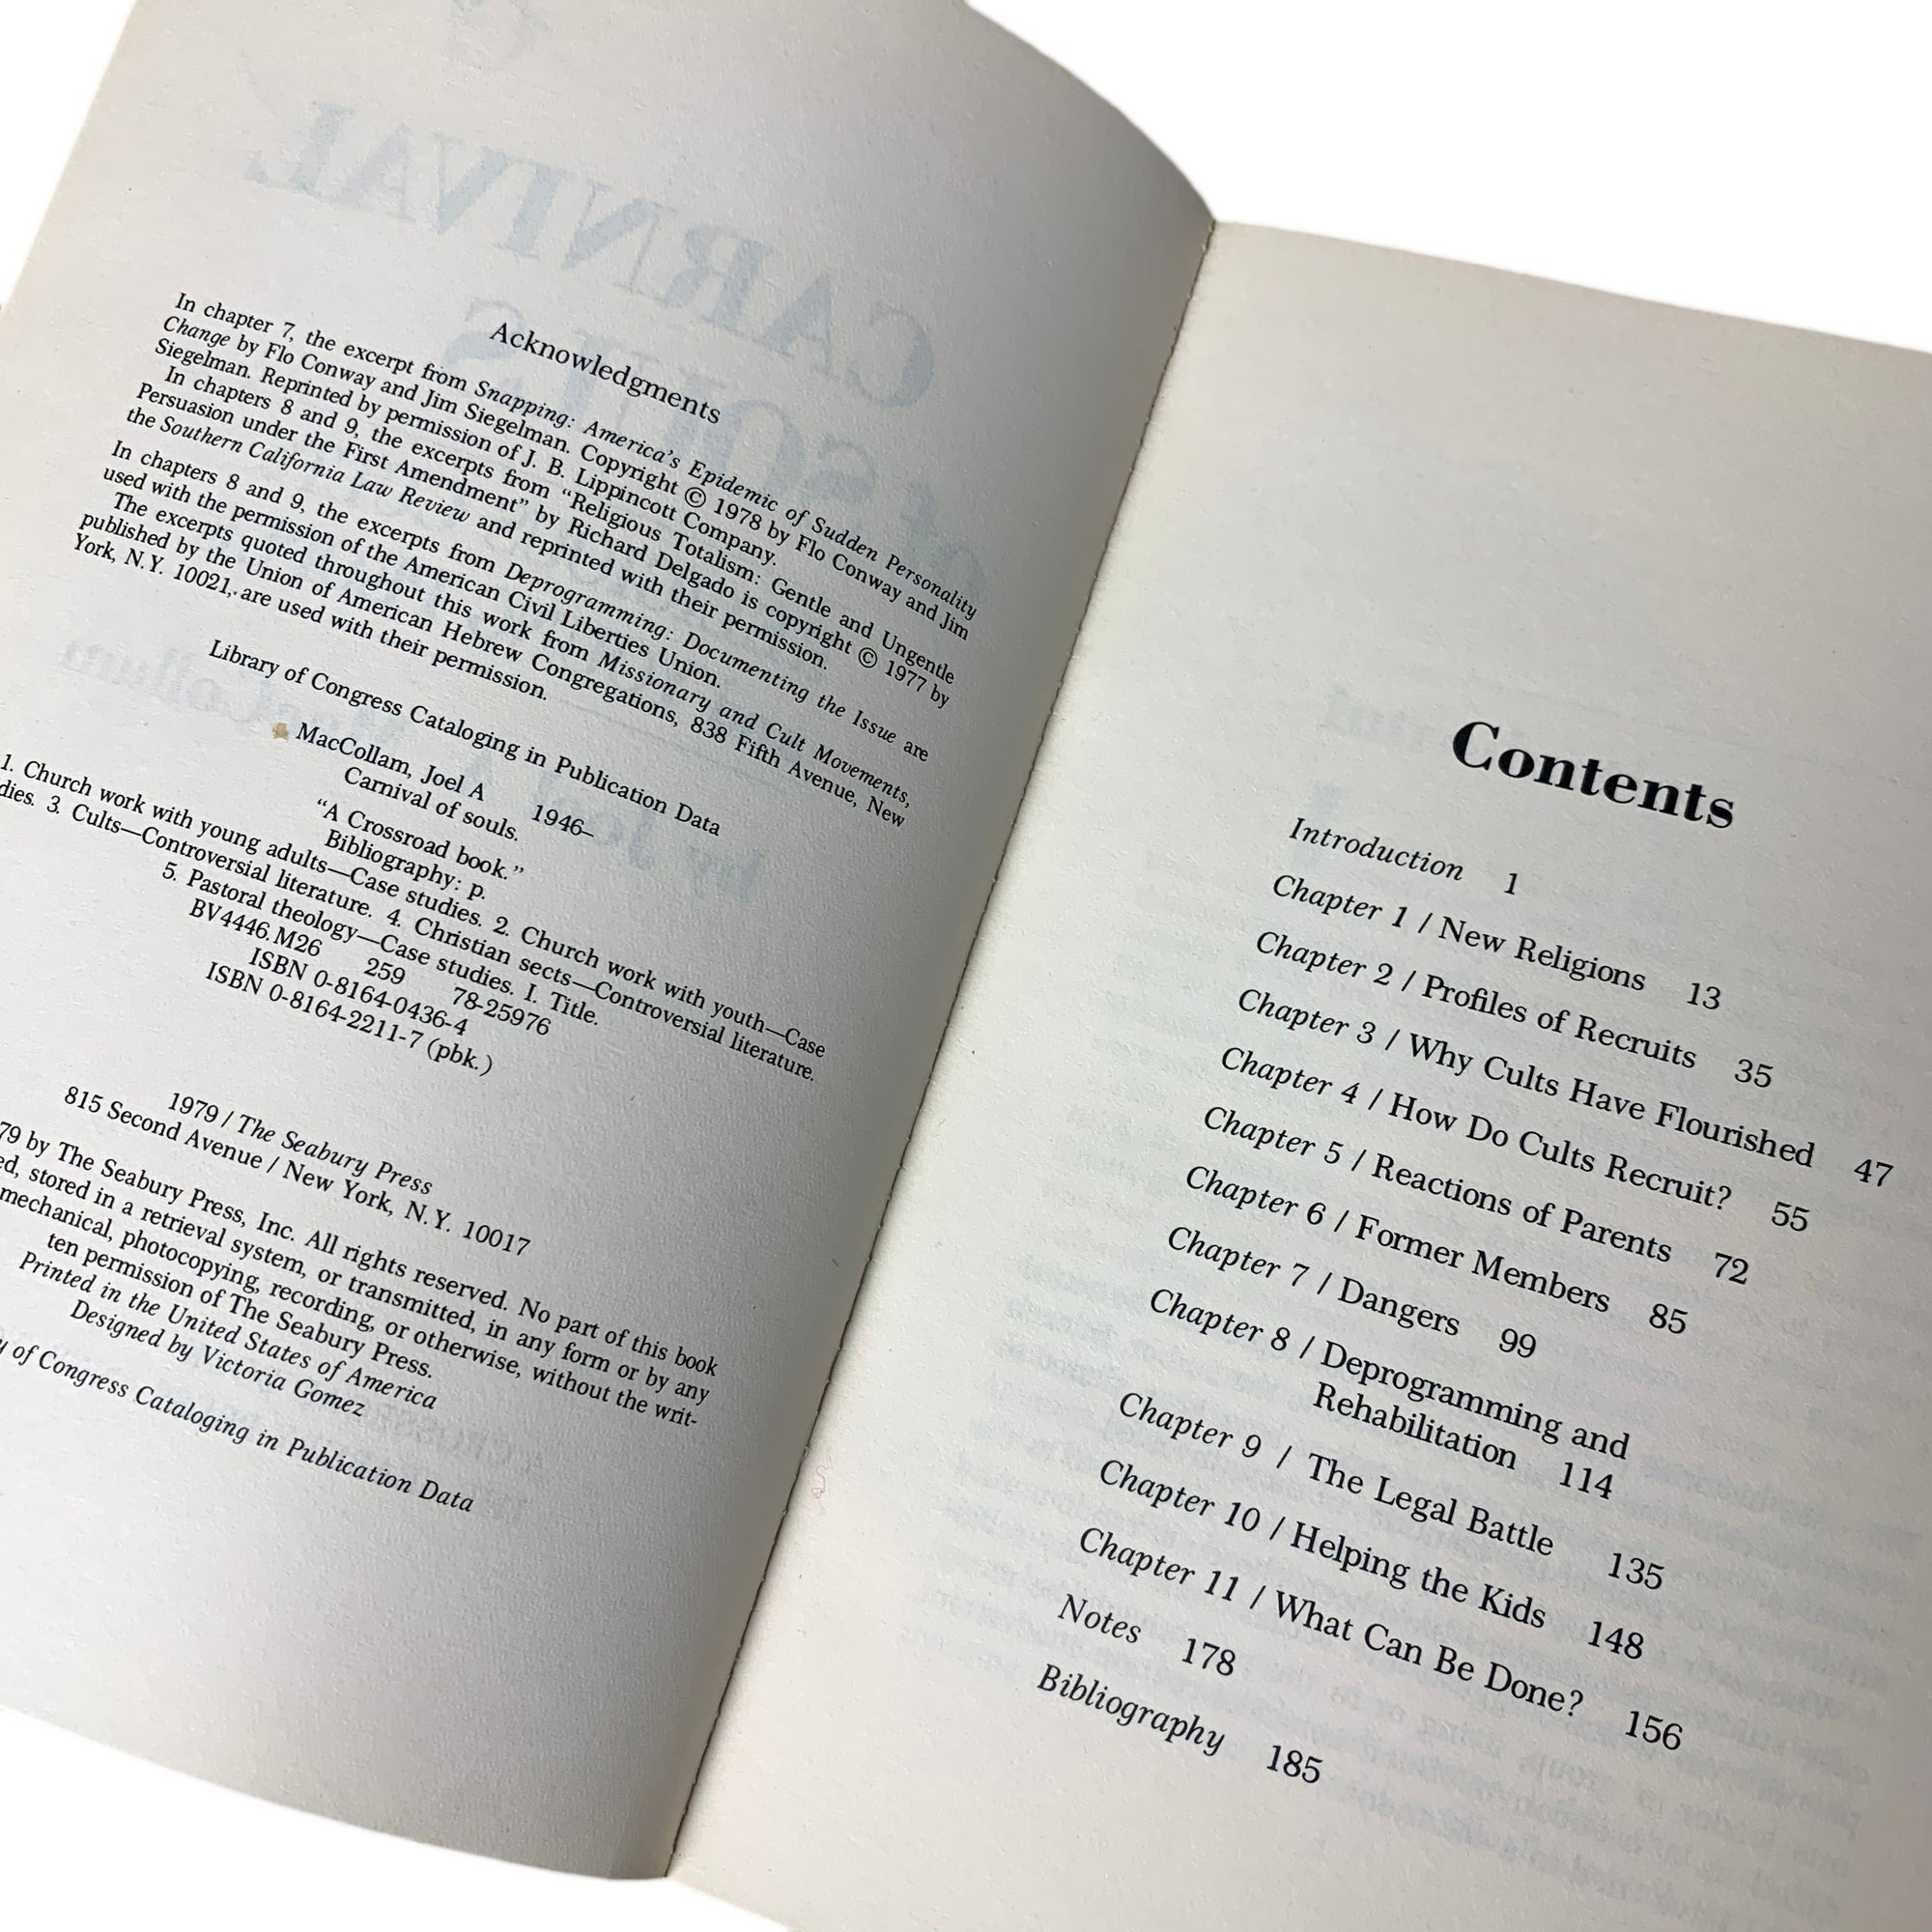 Acknowledgments
In chapter 7, the excerpt from Snapping: America's Epidemic of Sudden Personality
Change by Flo Conway and Jim Siegelman. Copyright © 1978 by Flo Conway and Jim
Siegelman. Reprinted by permission of J. B. Lippincott Company.
In chapters 8 and 9, the excerpts from “Religious Totalism: Gentle and Ungentle
Persuasion under the First Amendment” by Richard Delgado is copyright © 1977 by
the Southern California Law Review and reprinted with their permission.
In chapters 8 and 9, the excerpts from Deprogramming: Documenting the Issue are
used with the permission of the American Civil Liberties Union.
The excerpts quoted throughout this work from Missionary and Cult Movements,
published by the Union of American Hebrew Congregations, 838 Fifth Avenue, New
York, N.Y. 10021, are used with their permission.
Library of Congress Cataloging in Publication Data
MacCollam, Joel A 1946–
Carnival of souls.
“A Crossroad book.”
Bibliography: p.
1. Church work with young adults—Case studies. 2. Church work with youth—Case
dies. 3. Cults—Controversial literature. 4. Christian sects—Controversial literature.
5. Pastoral theology—Case studies. I. Title.
BV4446.M26 259 78-25976
ISBN 0-8164-0436-4
ISBN 0-8164-2211-7 (pbk.)
1979 / The Seabury Press
815 Second Avenue / New York, N.Y. 10017
79 by The Seabury Press, Inc. All rights reserved. No part of this book
ed, stored in a retrieval system, or transmitted, in any form or by any
mechanical, photocopying, recording, or otherwise, without the writ-
ten permission of The Seabury Press.
Printed in the United States of America
Designed by Victoria Gomez
y of Congress Cataloging in Publication Data
Contents
Introduction 1
Chapter 1 / New Religions 13
Chapter 2 / Profiles of Recruits 35
Chapter 3 / Why Cults Have Flourished 47
Chapter 4 / How Do Cults Recruit? 55
Chapter 5 / Reactions of Parents 72
Chapter 6 / Former Members 85
Chapter 7 / Dangers 99
Chapter 8 / Deprogramming and
Rehabilitation 114
Chapter 9 / The Legal Battle 135
Chapter 10 / Helping the Kids 148
Chapter 11 / What Can Be Done? 156
Notes 178
Bibliography 185